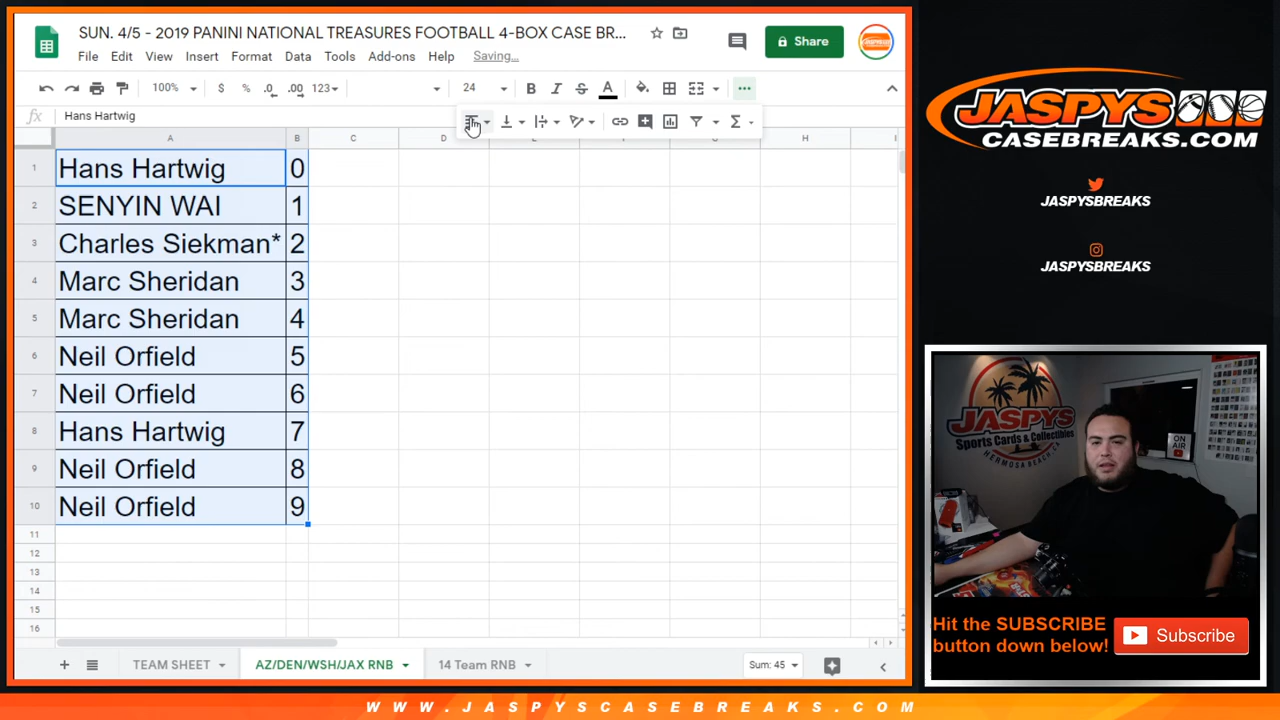 SUN. 4/5 - 2019 PANINI NATIONAL TREASURES FOOTBALL 4-BOX CASE BR...
Share
File Edit View Insert Format Data Tools Add-ons Help Saving...
100% $ % .0 .00 123 24 B I S A
fx Hans Hartwig
A B C D E F G H I
1 Hans Hartwig 0
2 SENYIN WAI 1
3 Charles Siekman* 2
4 Marc Sheridan 3
5 Marc Sheridan 4
6 Neil Orfield 5
7 Neil Orfield 6
8 Hans Hartwig 7
9 Neil Orfield 8
10 Neil Orfield 9
11
12
13
14
15
16
TEAM SHEET AZ/DEN/WSH/JAX RNB 14 Team RNB Sum: 45
JASPYS
CASEBREAKS.COM
JASPYSBREAKS
JASPYSBREAKS
JASPYS
Sports Cards & Collectibles
HERMOSA BEACH, CA
ON
AIR
Hit the SUBSCRIBE
button down below!
Subscribe
WWW.JASPYSCASEBREAKS.COM